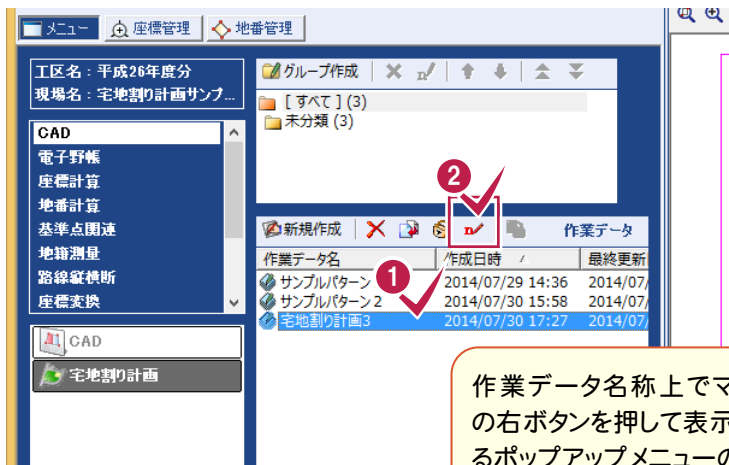 メニュー 座標管理 地番管理
工区名：平成26年度分
現場名：宅地割り計画サンプ...
グループ作成
[ すべて ] (3)
未分類 (3)
CAD
電子野帳
座標計算
地番計算
基準点関連
地籍測量
路線縦横断
座標変換
CAD
宅地割り計画
2
新規作成 作業データ
作業データ名 作成日時 最終更新
1
サンプルパターン 2014/07/29 14:36 2014/07/
サンプルパターン2 2014/07/30 15:58 2014/07/
宅地割り計画3 2014/07/30 17:27 2014/07/
作業データ名称上でマ
の右ボタンを押して表示
るポップアップメニューの